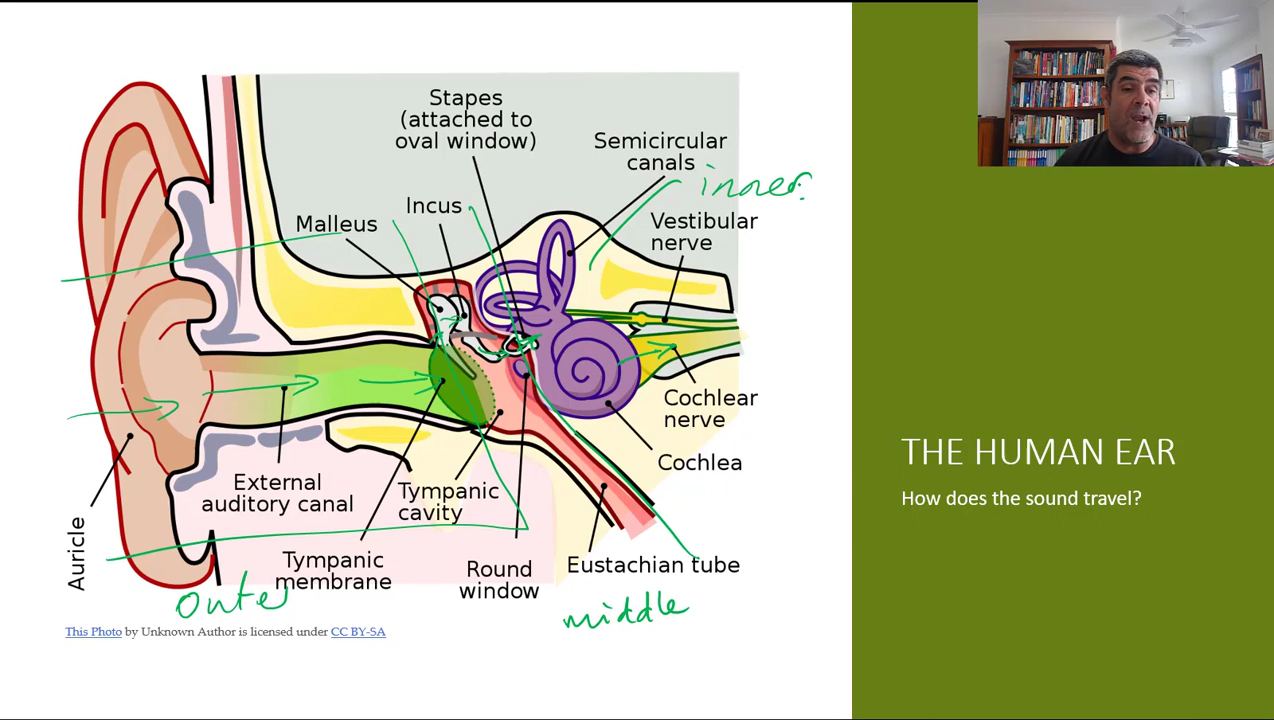 Stapes
(attached to
oval window)
Semicircular
canals
inner
Incus
Malleus
Vestibular
nerve
Cochlear
nerve
Cochlea
External
auditory canal
Tympanic
cavity
Auricle
Tympanic
membrane
Round
window
Eustachian tube
Outer
middle
This Photo by Unknown Author is licensed under CC BY-SA
THE HUMAN EAR
How does the sound travel?